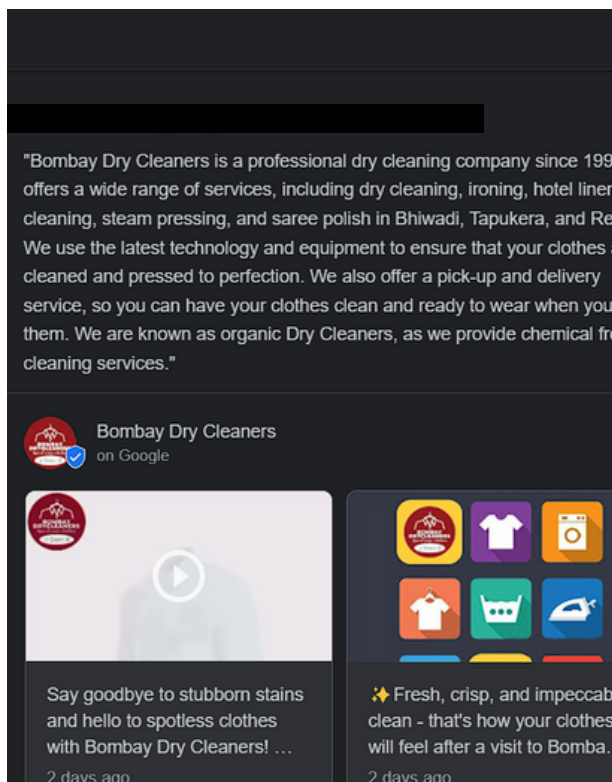 "Bombay Dry Cleaners is a professional dry cleaning company since
offers a wide range of services, including dry cleaning, ironing, hotel
cleaning, steam pressing, and saree polish in Bhiwadi, Tapukera, and
We use the latest technology and equipment to ensure that your clothes
cleaned and pressed to perfection. We also offer a pick-up and delivery
service, so you can have your clothes clean and ready to wear when you
them. We are known as organic Dry Cleaners, as we provide chemical
cleaning services."
Bombay Dry Cleaners
on Google
BOMBAY
DRYCLEANERS
Say goodbye to stubborn stains
and hello to spotless clothes
with Bombay Dry Cleaners! ...
2 days ago
BOMBAY
DRYCLEANERS
✨ Fresh, crisp, and
clean - that's how your clothes
will feel after a visit to
2 days ago